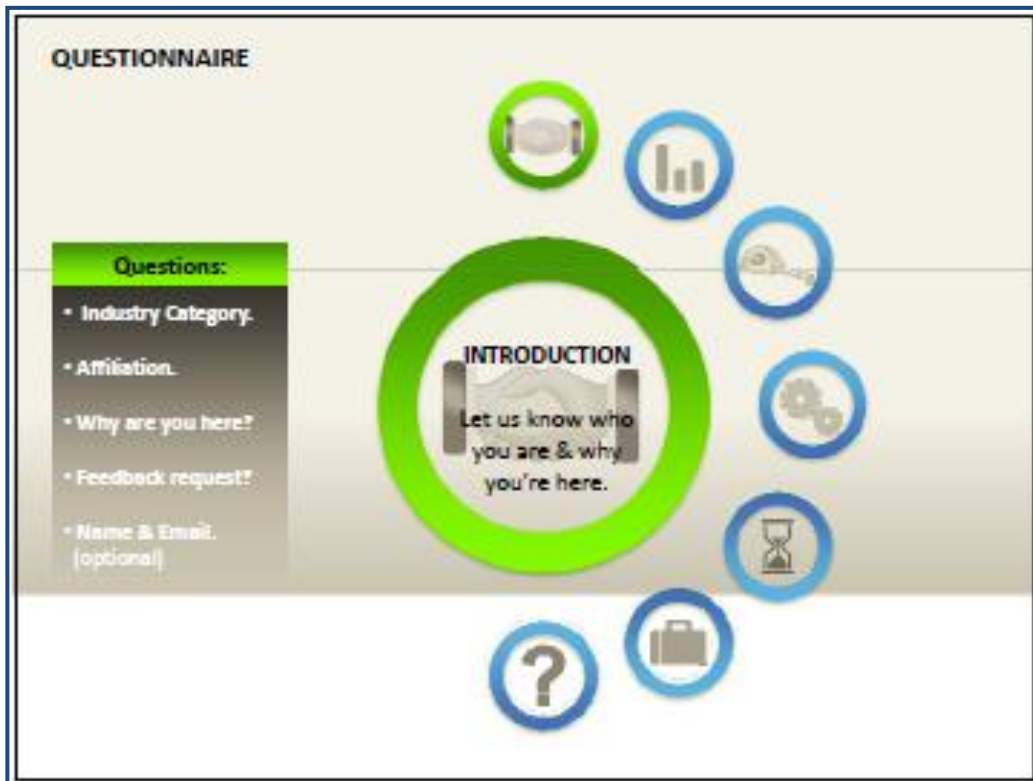 QUESTIONNAIRE
Questions:
• Industry Category.
• Affiliation.
• Why are you here?
• Feedback request?
• Name & Email.
(optional)
INTRODUCTION
Let us know who
you are & why
you're here.
?